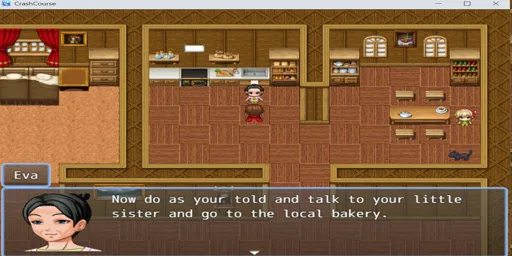 CrashCourse
Eva
Now do as your told and talk to your little
sister and go to the local bakery.